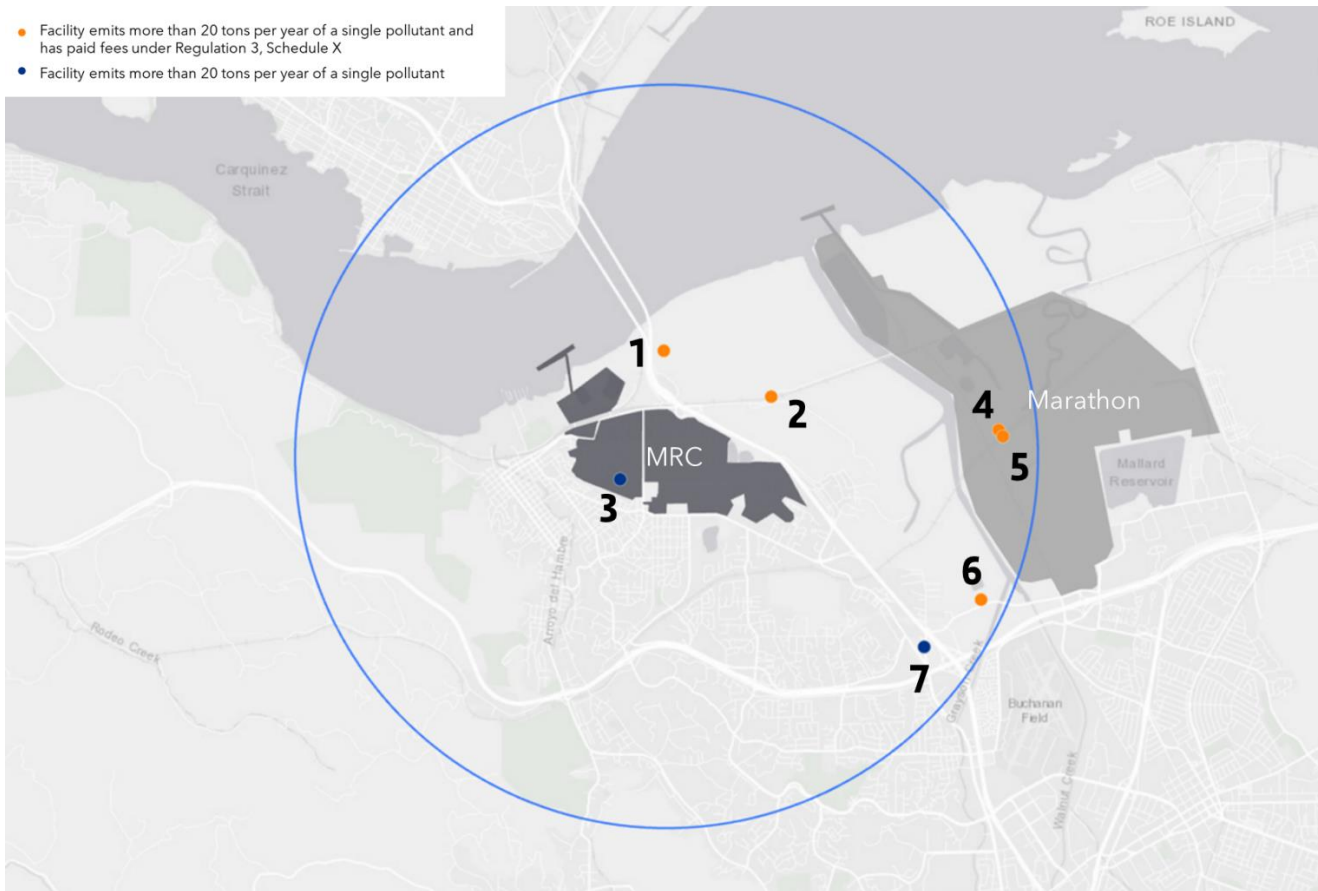 Facility emits more than 20 tons per year of a single pollutant and
has paid fees under Regulation 3, Schedule X
Facility emits more than 20 tons per year of a single pollutant
ROE ISLAND
Carquinez
Strait
1
2
4
Marathon
5
MRC
3
Mallard
Reservoir
Arroyo del Hambre
6
Rodeo Creek
7
Grayson Creek
Buchanan
Field
Walnut Creek